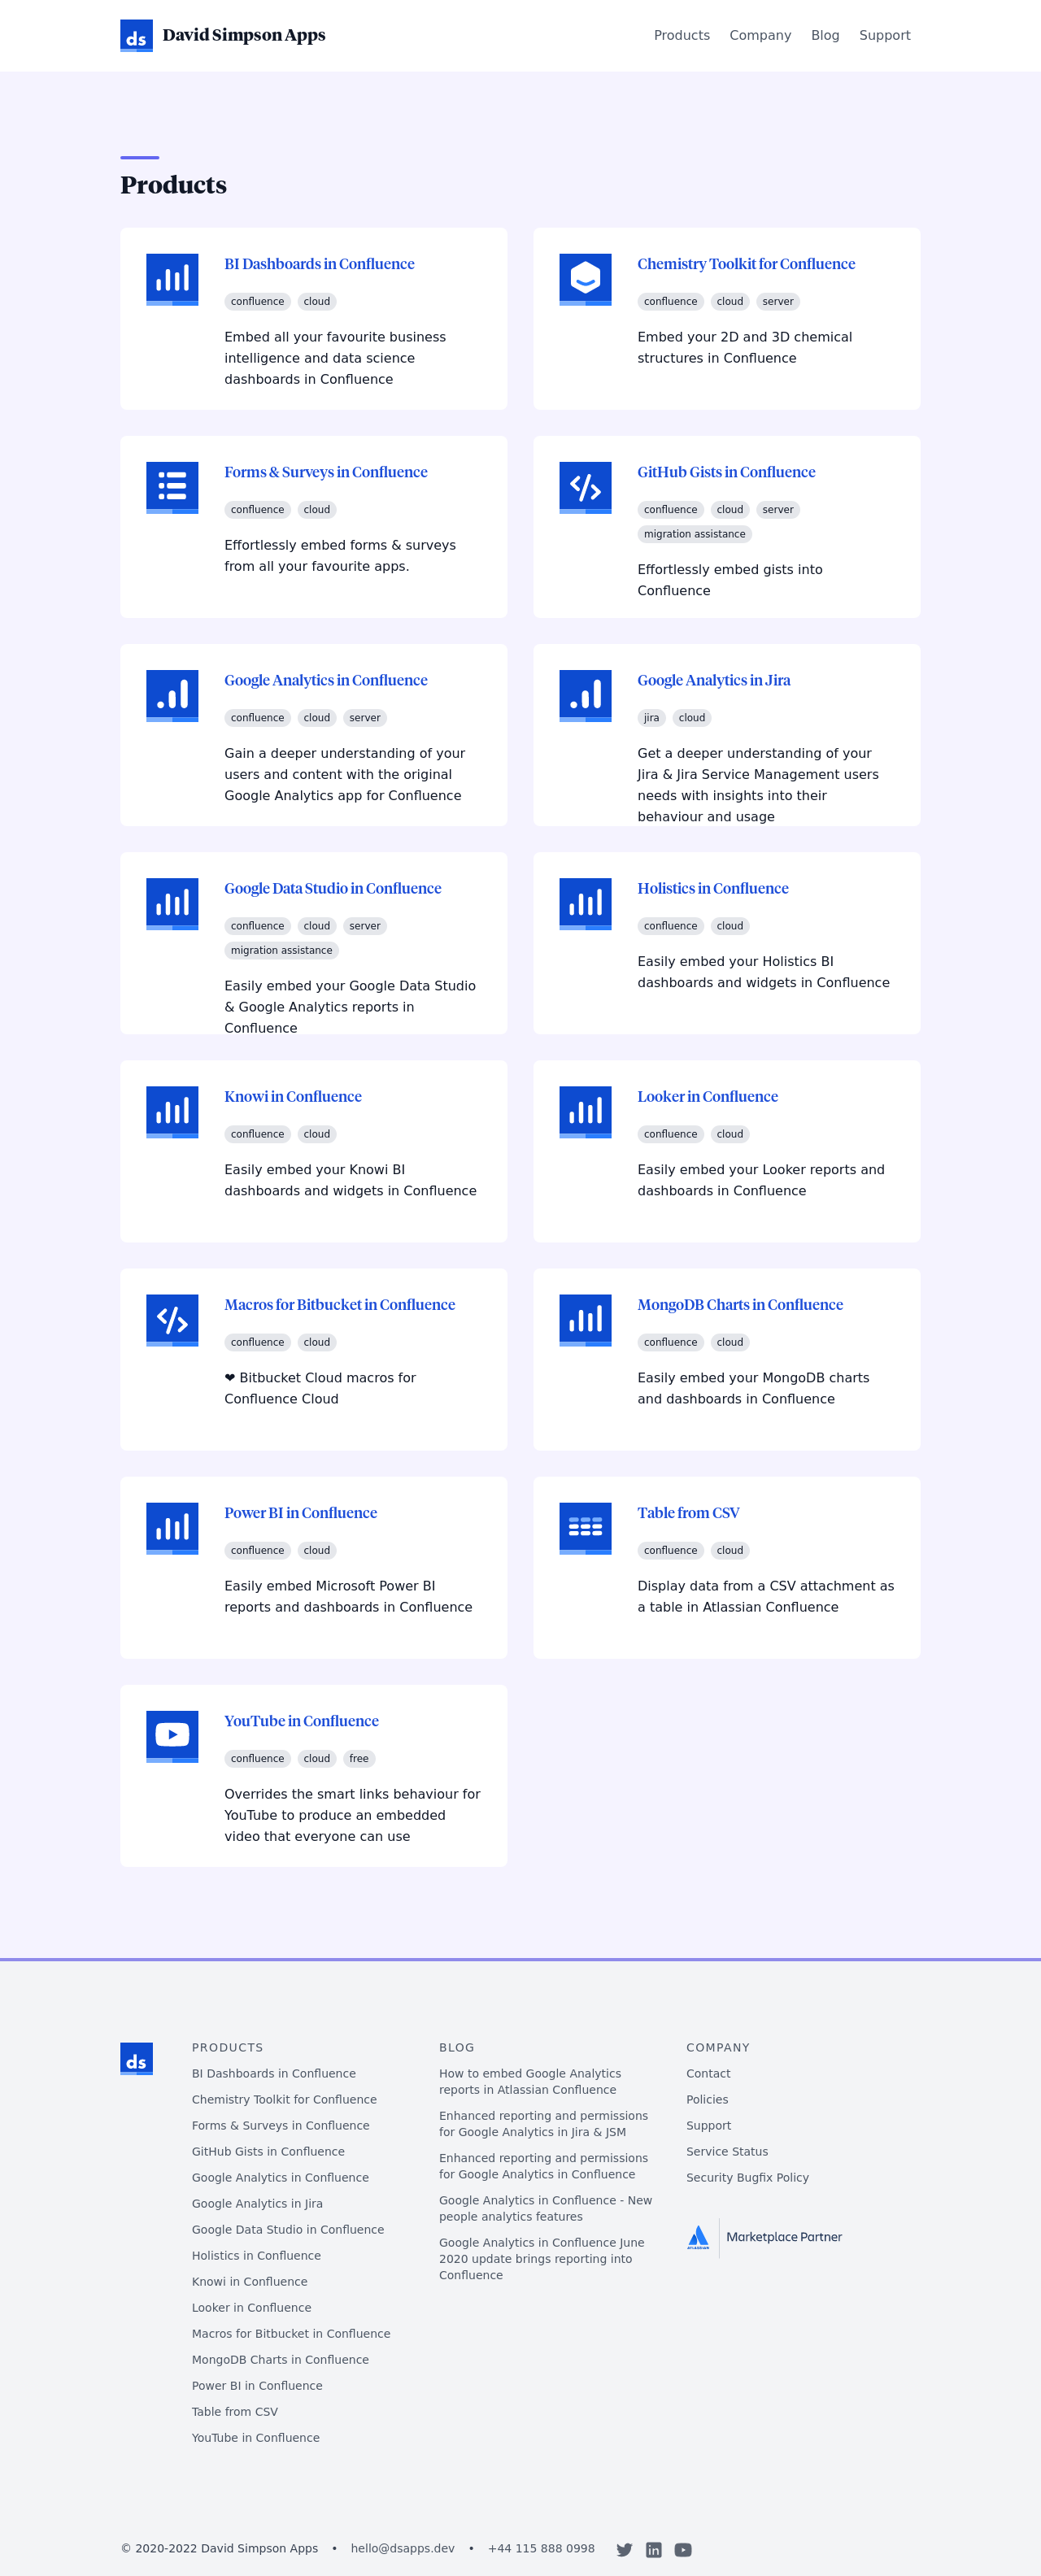 ds David Simpson Apps
Products Company Blog Support
Products
BI Dashboards in Confluence
confluence cloud
Embed all your favourite business
intelligence and data science
dashboards in Confluence
Chemistry Toolkit for Confluence
confluence cloud server
Embed your 2D and 3D chemical
structures in Confluence
Forms & Surveys in Confluence
confluence cloud
Effortlessly embed forms & surveys
from all your favourite apps.
GitHub Gists in Confluence
confluence cloud server
migration assistance
Effortlessly embed gists into
Confluence
Google Analytics in Confluence
confluence cloud server
Gain a deeper understanding of your
users and content with the original
Google Analytics app for Confluence
Google Analytics in Jira
jira cloud
Get a deeper understanding of your
Jira & Jira Service Management users
needs with insights into their
behaviour and usage
Google Data Studio in Confluence
confluence cloud server
migration assistance
Easily embed your Google Data Studio
& Google Analytics reports in
Confluence
Holistics in Confluence
confluence cloud
Easily embed your Holistics BI
dashboards and widgets in Confluence
Knowi in Confluence
confluence cloud
Easily embed your Knowi BI
dashboards and widgets in Confluence
Looker in Confluence
confluence cloud
Easily embed your Looker reports and
dashboards in Confluence
Macros for Bitbucket in Confluence
confluence cloud
❤ Bitbucket Cloud macros for
Confluence Cloud
MongoDB Charts in Confluence
confluence cloud
Easily embed your MongoDB charts
and dashboards in Confluence
Power BI in Confluence
confluence cloud
Easily embed Microsoft Power BI
reports and dashboards in Confluence
Table from CSV
confluence cloud
Display data from a CSV attachment as
a table in Atlassian Confluence
YouTube in Confluence
confluence cloud free
Overrides the smart links behaviour for
YouTube to produce an embedded
video that everyone can use
ds
PRODUCTS
BI Dashboards in Confluence
Chemistry Toolkit for Confluence
Forms & Surveys in Confluence
GitHub Gists in Confluence
Google Analytics in Confluence
Google Analytics in Jira
Google Data Studio in Confluence
Holistics in Confluence
Knowi in Confluence
Looker in Confluence
Macros for Bitbucket in Confluence
MongoDB Charts in Confluence
Power BI in Confluence
Table from CSV
YouTube in Confluence
BLOG
How to embed Google Analytics
reports in Atlassian Confluence
Enhanced reporting and permissions
for Google Analytics in Jira & JSM
Enhanced reporting and permissions
for Google Analytics in Confluence
Google Analytics in Confluence - New
people analytics features
Google Analytics in Confluence June
2020 update brings reporting into
Confluence
COMPANY
Contact
Policies
Support
Service Status
Security Bugfix Policy
ATLASSIAN
Marketplace Partner
© 2020-2022 David Simpson Apps • hello@dsapps.dev • +44 115 888 0998